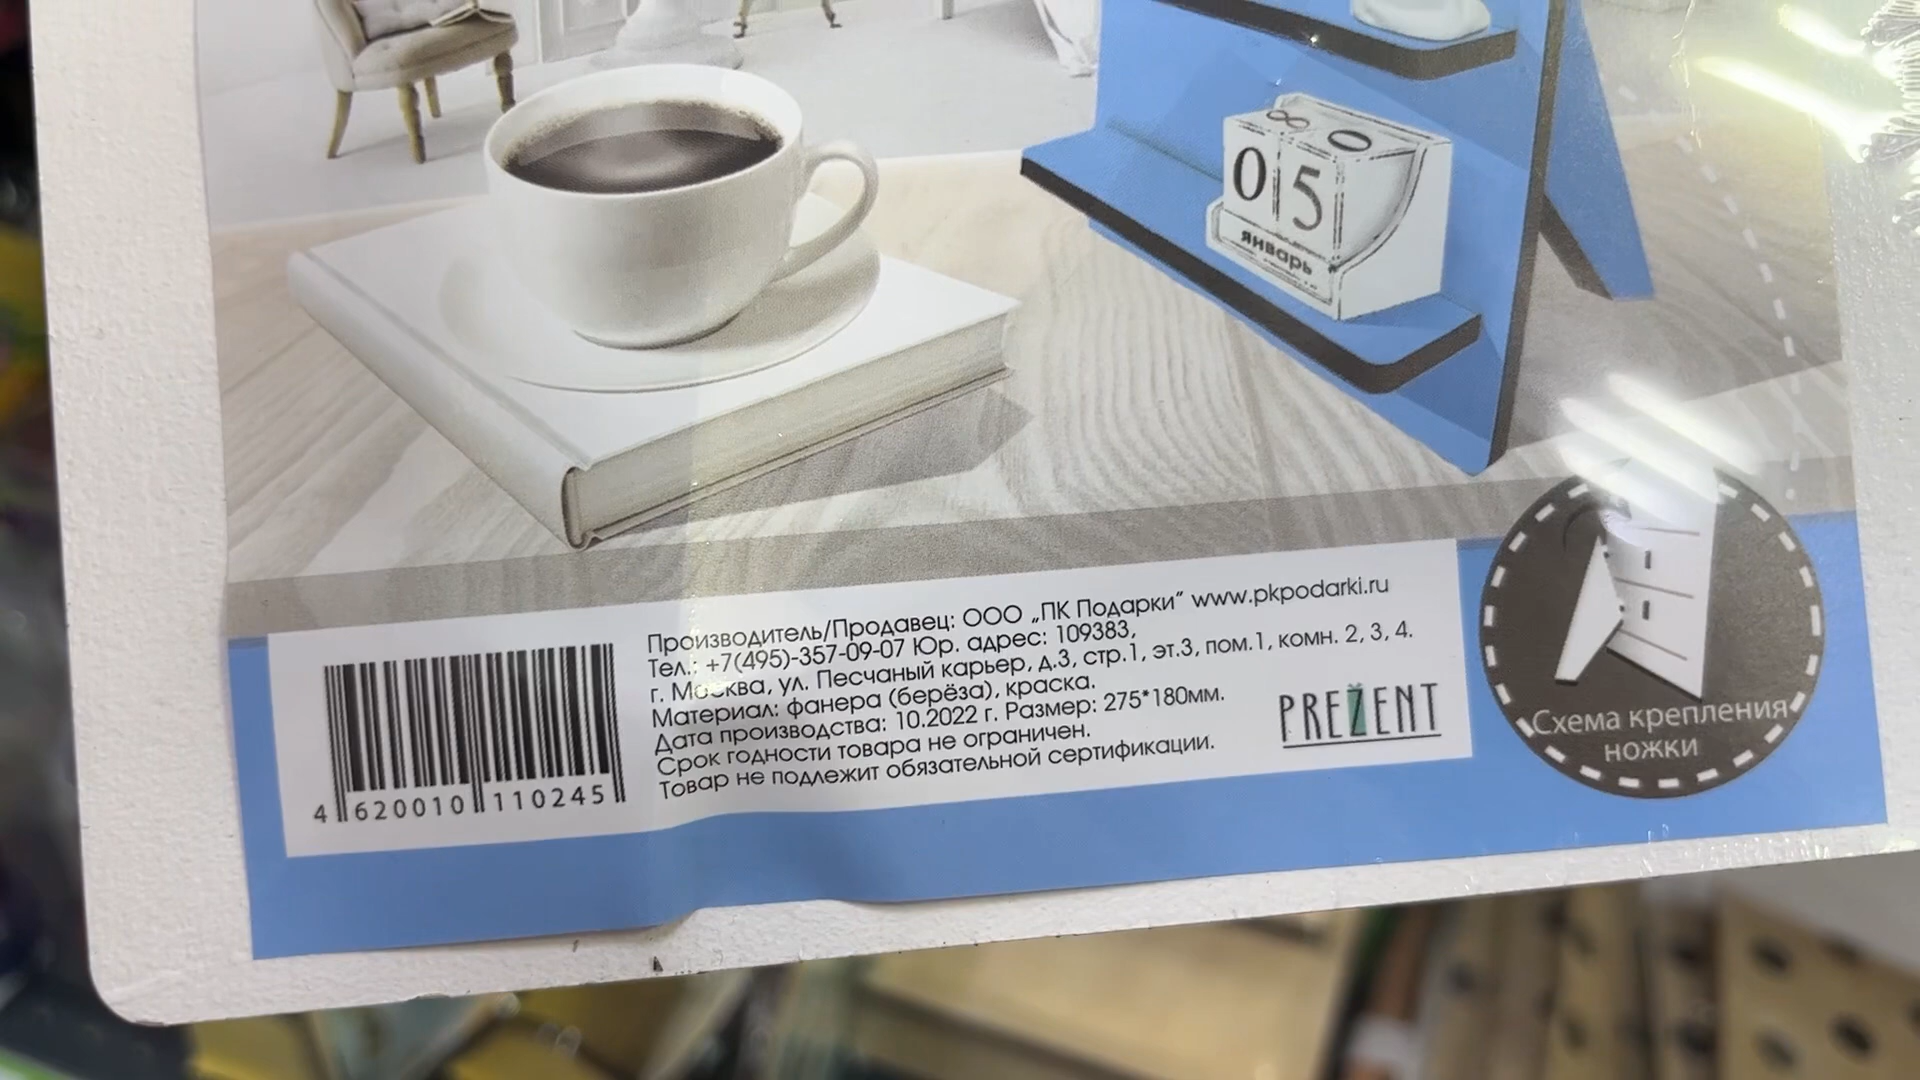 8 0
05
январь
Производитель/Продавец: ООО „ПК Подарки“ www.pkpodarki.ru
Тел.: +7(495)-357-09-07 Юр. адрес: 109383,
г. Москва, ул. Песчаный карьер, д.3, стр.1, эт.3, пом.1, комн. 2, 3, 4.
Материал: фанера (берёза), краска.
Дата производства: 10.2022 г. Размер: 275*180мм.
Срок годности товара не ограничен.
Товар не подлежит обязательной сертификации.
4 620010 110245
PREŽENT
Схема крепления
ножки